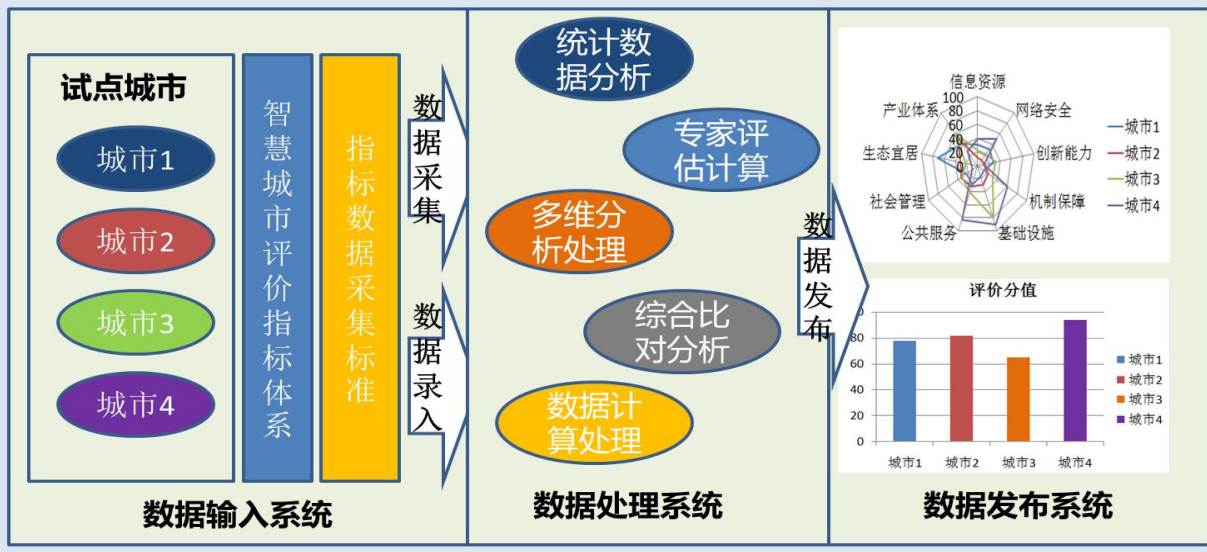 试点城市
城市1
城市2
城市3
城市4
智慧城市评价指标体系
指标数据采集标准
数据采集
数据录入
数据输入系统
统计数
据分析
专家评
估计算
多维分
析处理
综合比
对分析
数据计
算处理
数据处理系统
数据发布
信息资源
网络安全
创新能力
机制保障
基础设施
公共服务
社会管理
生态宜居
产业体系
100
80
60
40
20
0
城市1
城市2
城市3
城市4
评价分值
80
60
40
20
0
城市1
城市2
城市3
城市4
城市1
城市2
城市3
城市4
数据发布系统